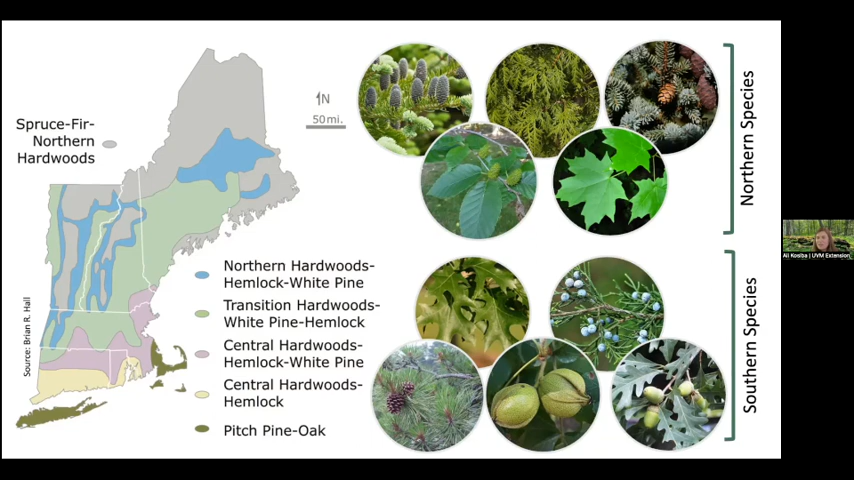 Spruce-Fir-
Northern
Hardwoods
N
50mi.
Northern Hardwoods-
Hemlock-White Pine
Transition Hardwoods-
White Pine-Hemlock
Central Hardwoods-
Hemlock-White Pine
Central Hardwoods-
Hemlock
Pitch Pine-Oak
Source: Brian R. Hall
Northern Species
Southern Species
Ali Kosiba | UVM Extension